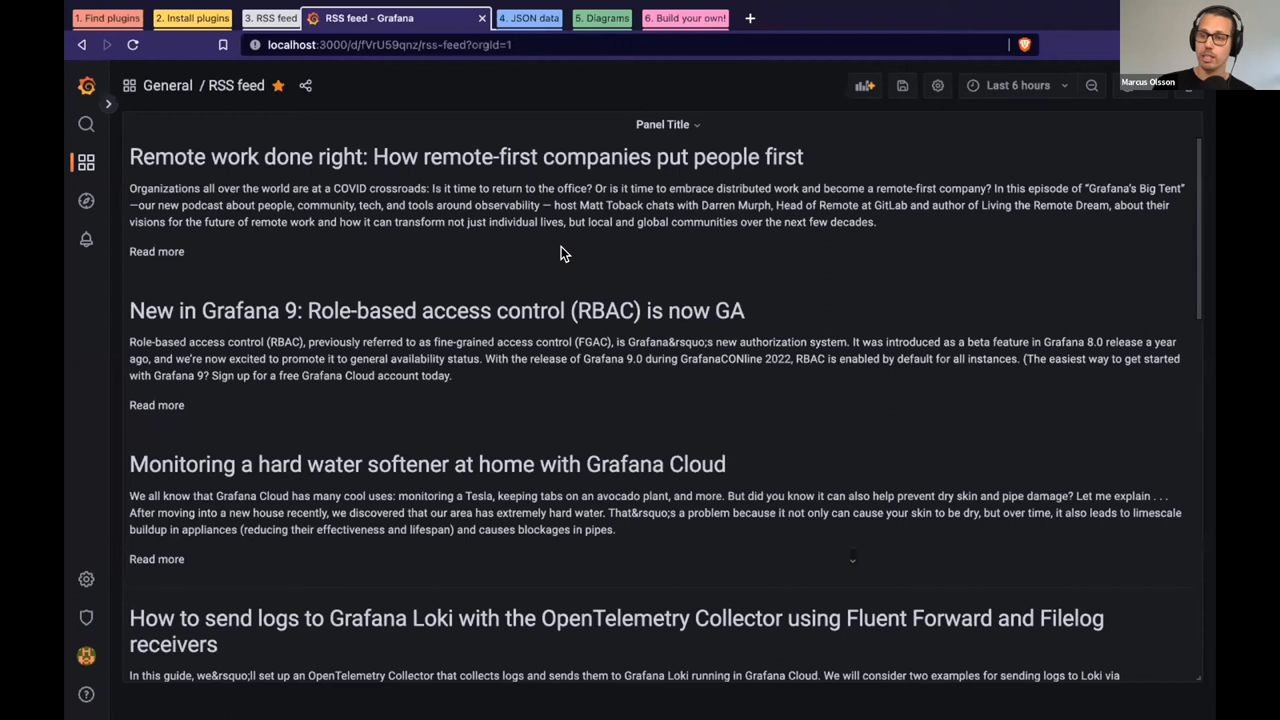 1. Find plugins
2. Install plugins
3. RSS feed
RSS feed - Grafana
4. JSON data
5. Diagrams
6. Build your own!
localhost:3000/d/fVrU59qnz/rss-feed?orgId=1
Marcus Olsson
General / RSS feed
Last 6 hours
Panel Title
Remote work done right: How remote-first companies put people first
Organizations all over the world are at a COVID crossroads: Is it time to return to the office? Or is it time to embrace distributed work and become a remote-first company? In this episode of “Grafana’s Big Tent”
—our new podcast about people, community, tech, and tools around observability — host Matt Toback chats with Darren Murph, Head of Remote at GitLab and author of Living the Remote Dream, about their
visions for the future of remote work and how it can transform not just individual lives, but local and global communities over the next few decades.
Read more
New in Grafana 9: Role-based access control (RBAC) is now GA
Role-based access control (RBAC), previously referred to as fine-grained access control (FGAC), is Grafana&rsquo;s new authorization system. It was introduced as a beta feature in Grafana 8.0 release a year
ago, and we’re now excited to promote it to general availability status. With the release of Grafana 9.0 during GrafanaCONline 2022, RBAC is enabled by default for all instances. (The easiest way to get started
with Grafana 9? Sign up for a free Grafana Cloud account today.
Read more
Monitoring a hard water softener at home with Grafana Cloud
We all know that Grafana Cloud has many cool uses: monitoring a Tesla, keeping tabs on an avocado plant, and more. But did you know it can also help prevent dry skin and pipe damage? Let me explain . . .
After moving into a new house recently, we discovered that our area has extremely hard water. That&rsquo;s a problem because it not only can cause your skin to be dry, but over time, it also leads to limescale
buildup in appliances (reducing their effectiveness and lifespan) and causes blockages in pipes.
Read more
How to send logs to Grafana Loki with the OpenTelemetry Collector using Fluent Forward and Filelog
receivers
In this guide, we&rsquo;ll set up an OpenTelemetry Collector that collects logs and sends them to Grafana Loki running in Grafana Cloud. We will consider two examples for sending logs to Loki via